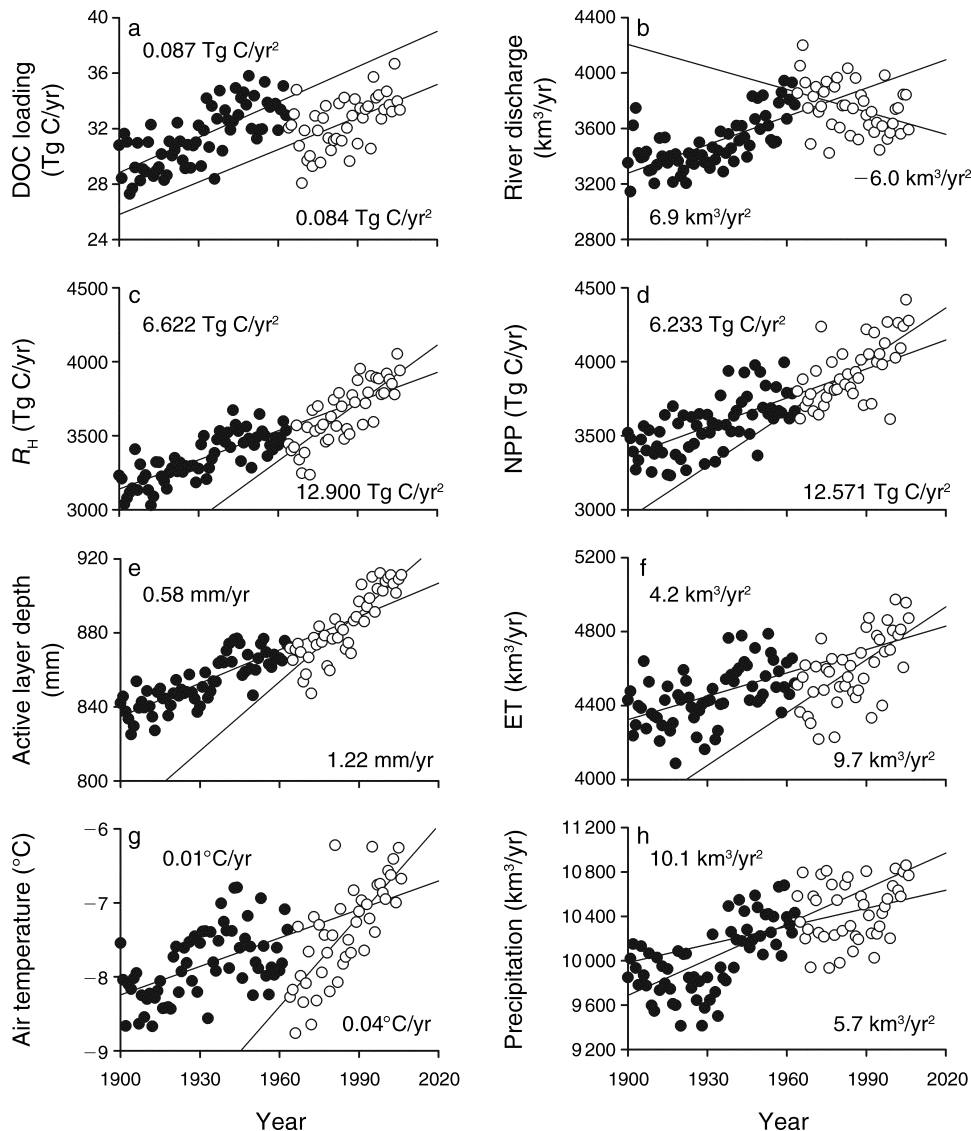 a
0.087 Tg C/yr²
0.084 Tg C/yr²
DOC loading
(Tg C/yr)
40
36
32
28
24
b
6.9 km³/yr²
−6.0 km³/yr²
River discharge
(km³/yr)
4400
4000
3600
3200
2800
c
6.622 Tg C/yr²
12.900 Tg C/yr²
R_H (Tg C/yr)
4500
4000
3500
3000
d
6.233 Tg C/yr²
12.571 Tg C/yr²
NPP (Tg C/yr)
4500
4000
3500
3000
e
0.58 mm/yr
1.22 mm/yr
Active layer depth
(mm)
920
880
840
800
f
4.2 km³/yr²
9.7 km³/yr²
ET (km³/yr)
5200
4800
4400
4000
g
0.01°C/yr
0.04°C/yr
Air temperature (°C)
−6
−7
−8
−9
1900 1930 1960 1990 2020
Year
h
10.1 km³/yr²
5.7 km³/yr²
Precipitation (km³/yr)
11 200
10 800
10 400
10 000
9 600
9 200
1900 1930 1960 1990 2020
Year